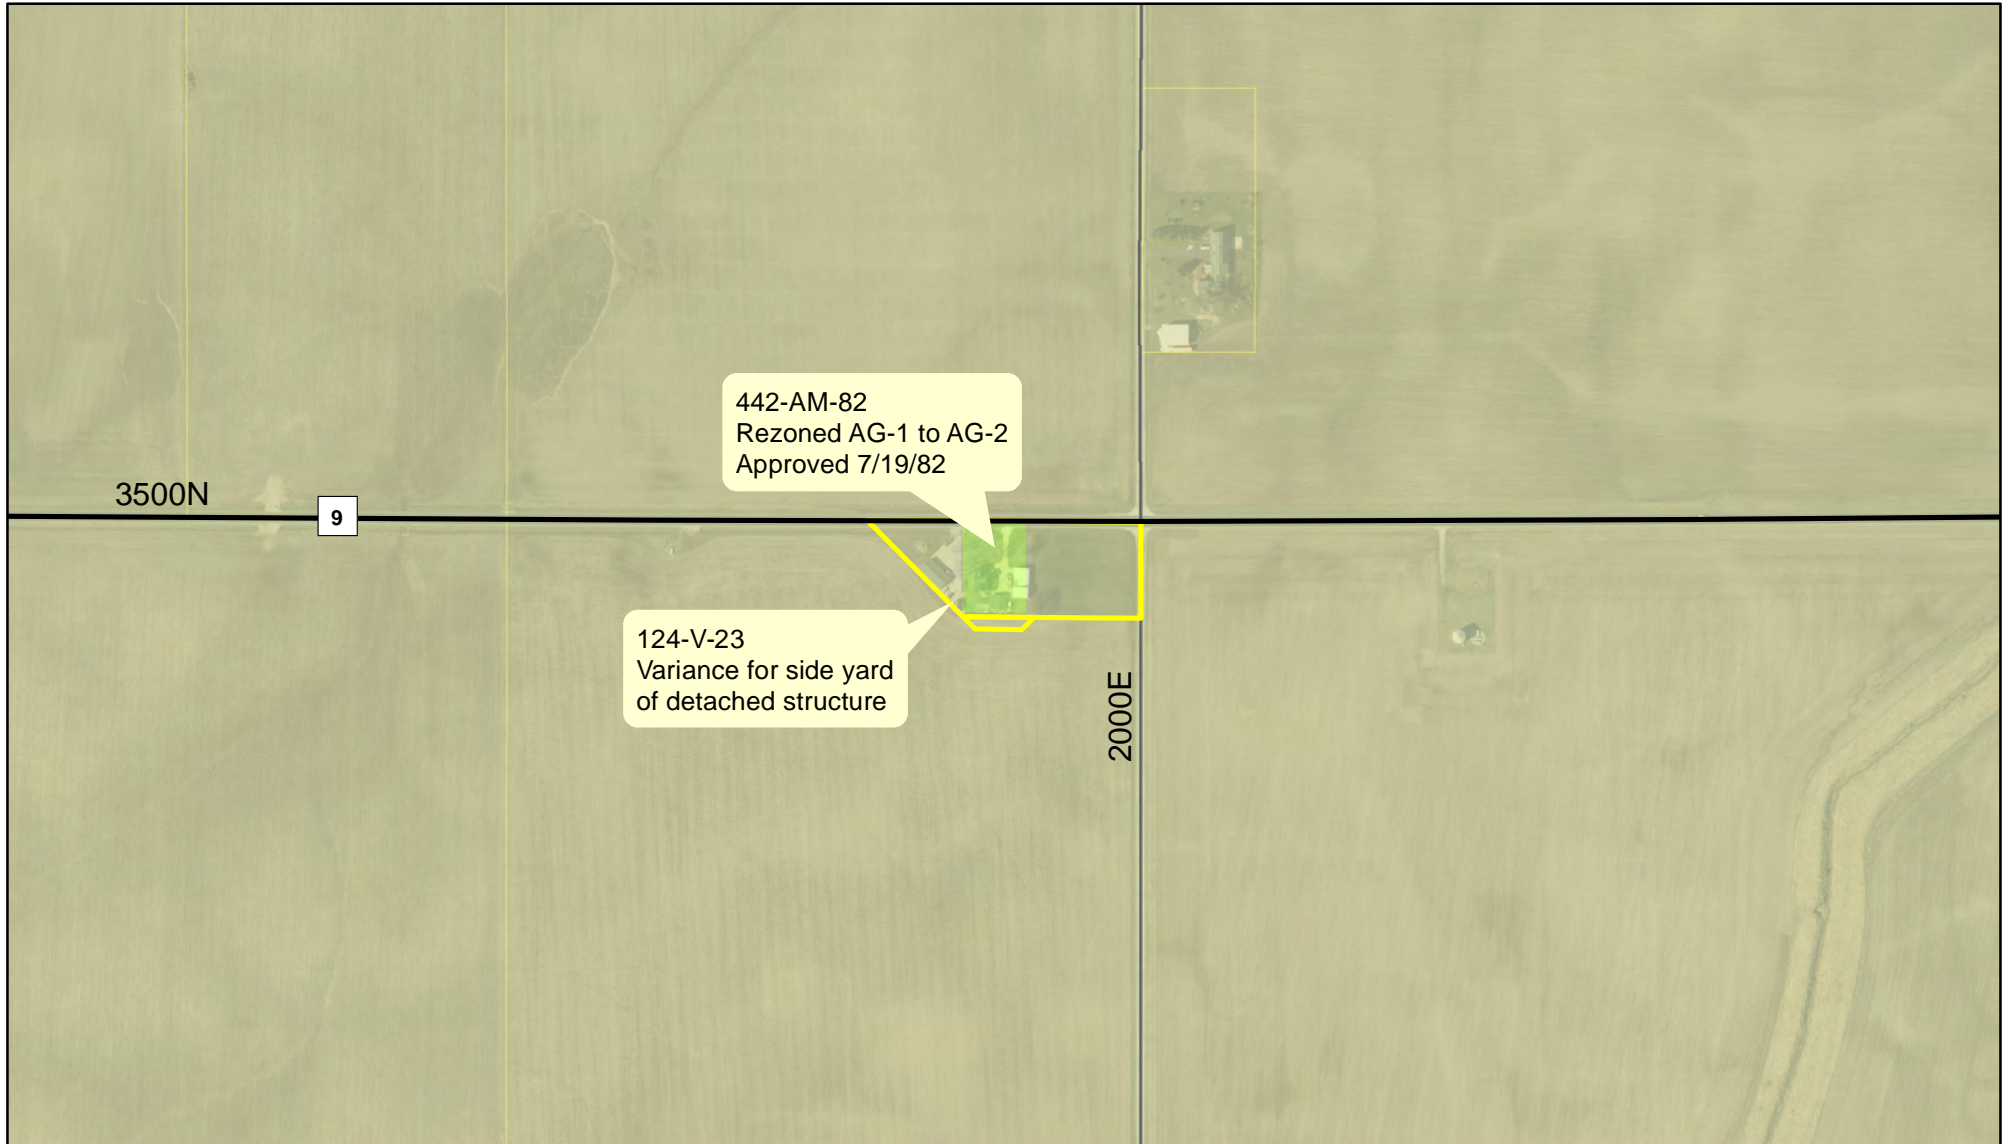 442-AM-82
Rezoned AG-1 to AG-2
Approved 7/19/82
3500N
9
124-V-23
Variance for side yard
of detached structure
2000E